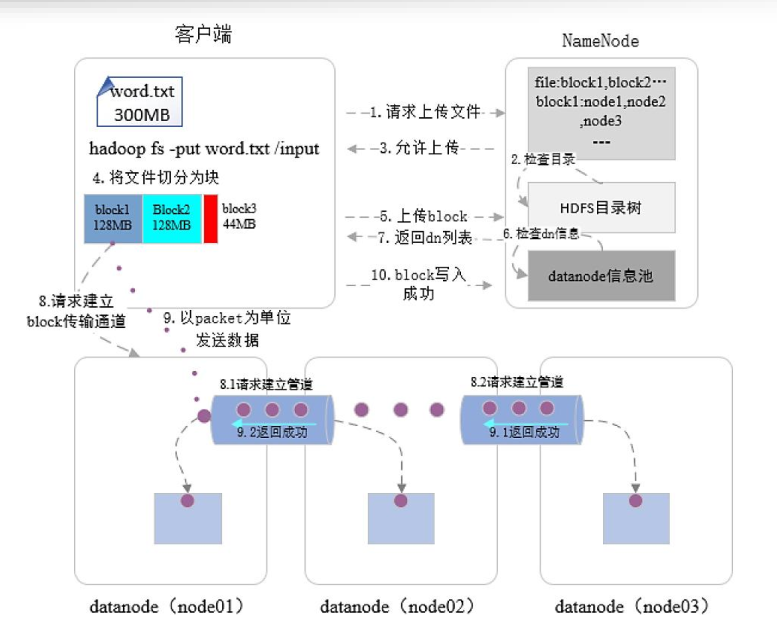 客户端
NameNode
word.txt
300MB
hadoop fs -put word.txt /input
4.将文件切分为块
block1
128MB
Block2
128MB
block3
44MB
1.请求上传文件
3.允许上传
5.上传block
7.返回dn列表
10.block写入
成功
file:block1,block2…
block1:node1,node2
,node3
---
2.检查目录
HDFS目录树
6.检查dn信息
datanode信息池
8.请求建立
block传输通道
9.以packet为单位
发送数据
8.1请求建立管道
9.2返回成功
8.2请求建立管道
9.1返回成功
datanode（node01）
datanode（node02）
datanode（node03）